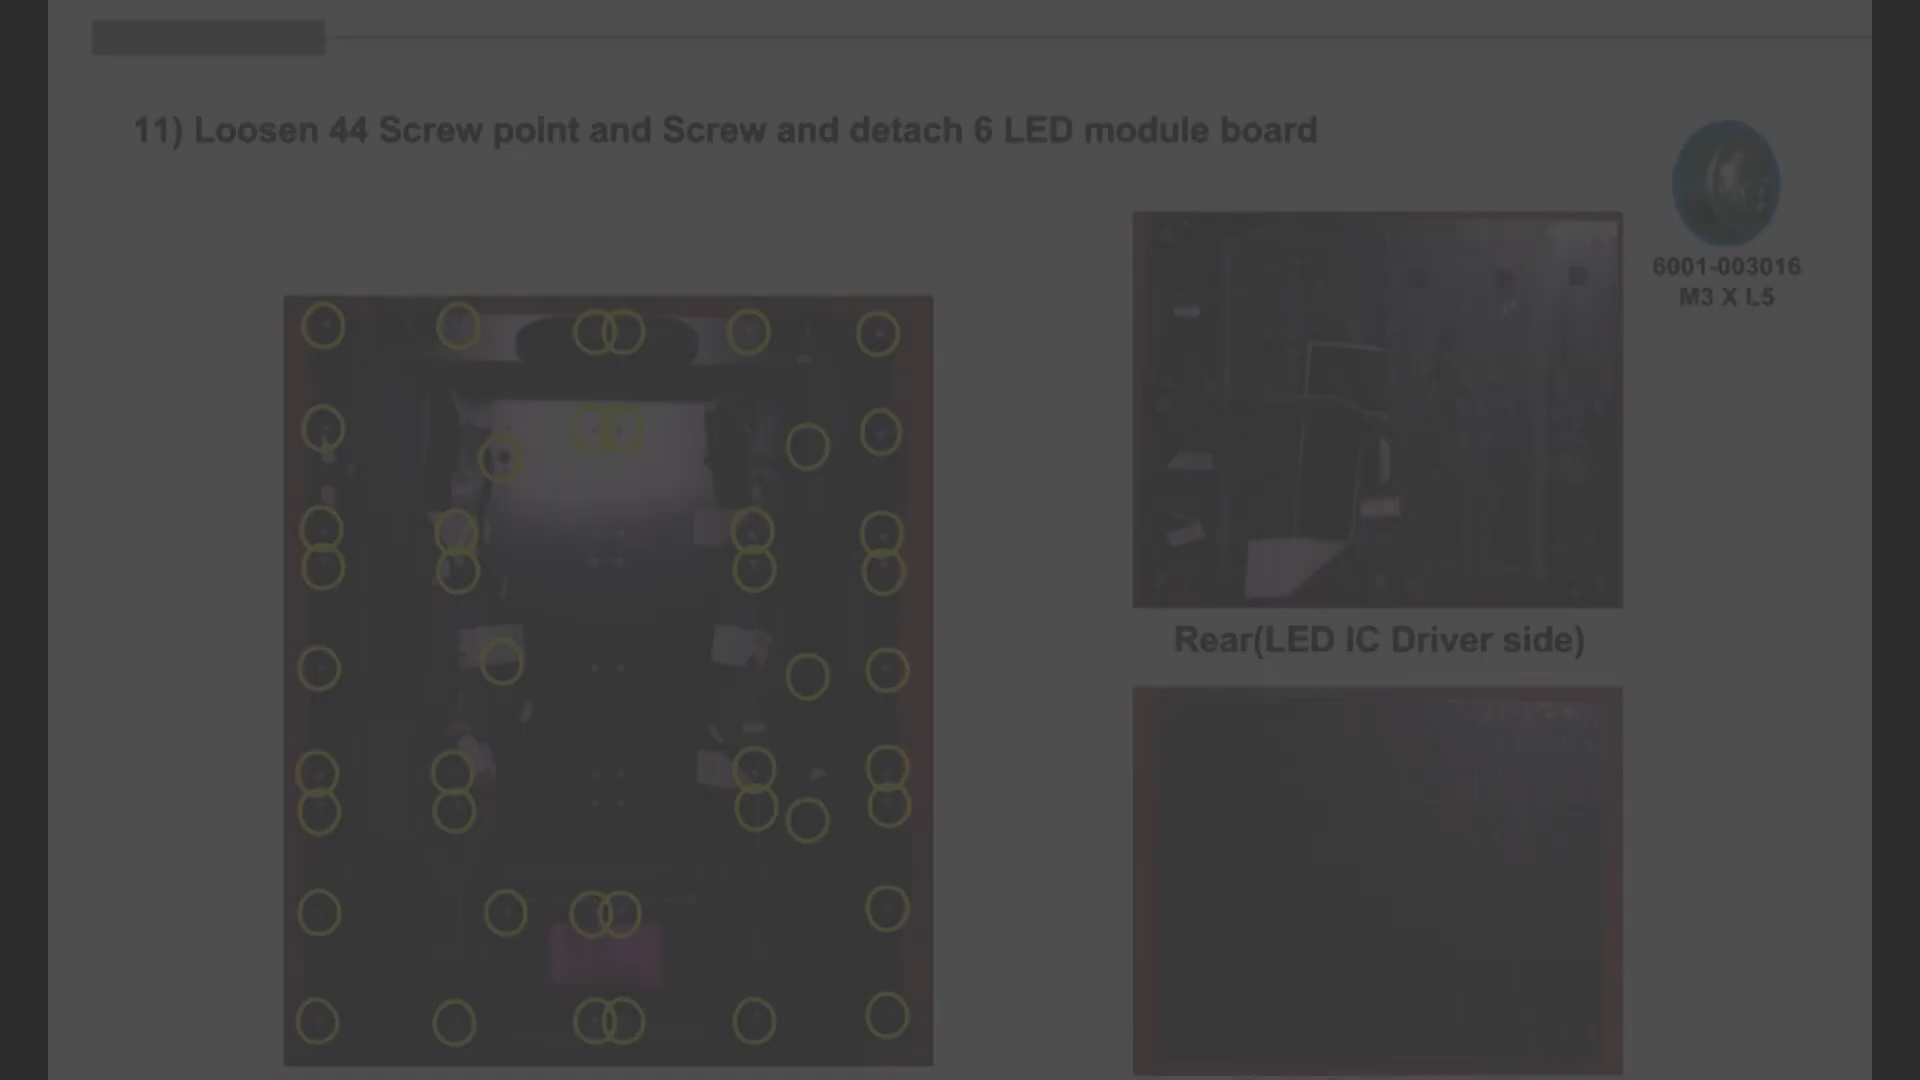 11) Loosen 44 Screw point and Screw and detach 6 LED module board
6001-003016
M3 X L5
Rear(LED IC Driver side)